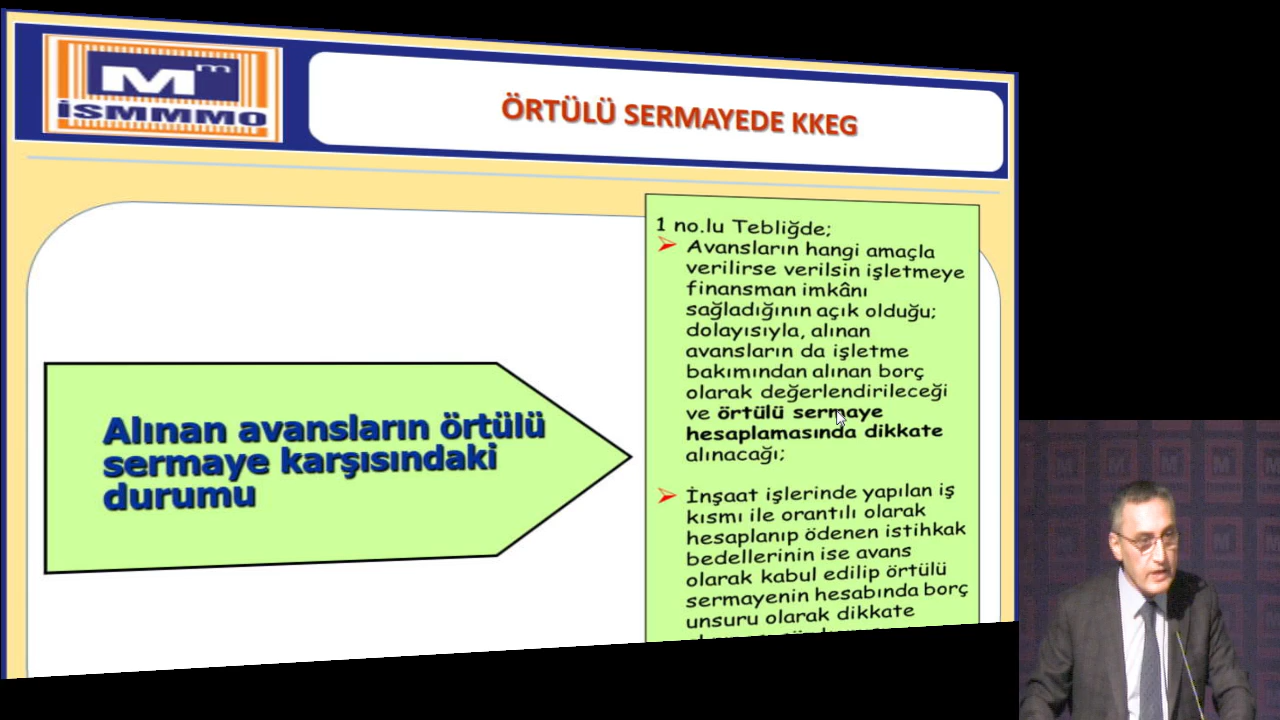 Mm
İSMMMO
ÖRTÜLÜ SERMAYEDE KKEG
Alınan avansların örtülü
sermaye karşısındaki
durumu
1 no.lu Tebliğde;
Avansların hangi amaçla
verilirse verilsin işletmeye
finansman imkânı
sağladığının açık olduğu;
dolayısıyla, alınan
avansların da işletme
bakımından alınan borç
olarak değerlendirileceği
ve örtülü sermaye
hesaplamasında dikkate
alınacağı;
İnşaat işlerinde yapılan iş
kısmı ile orantılı olarak
hesaplanıp ödenen istihkak
bedellerinin ise avans
olarak kabul edilip örtülü
sermayenin hesabında borç
unsuru olarak dikkate